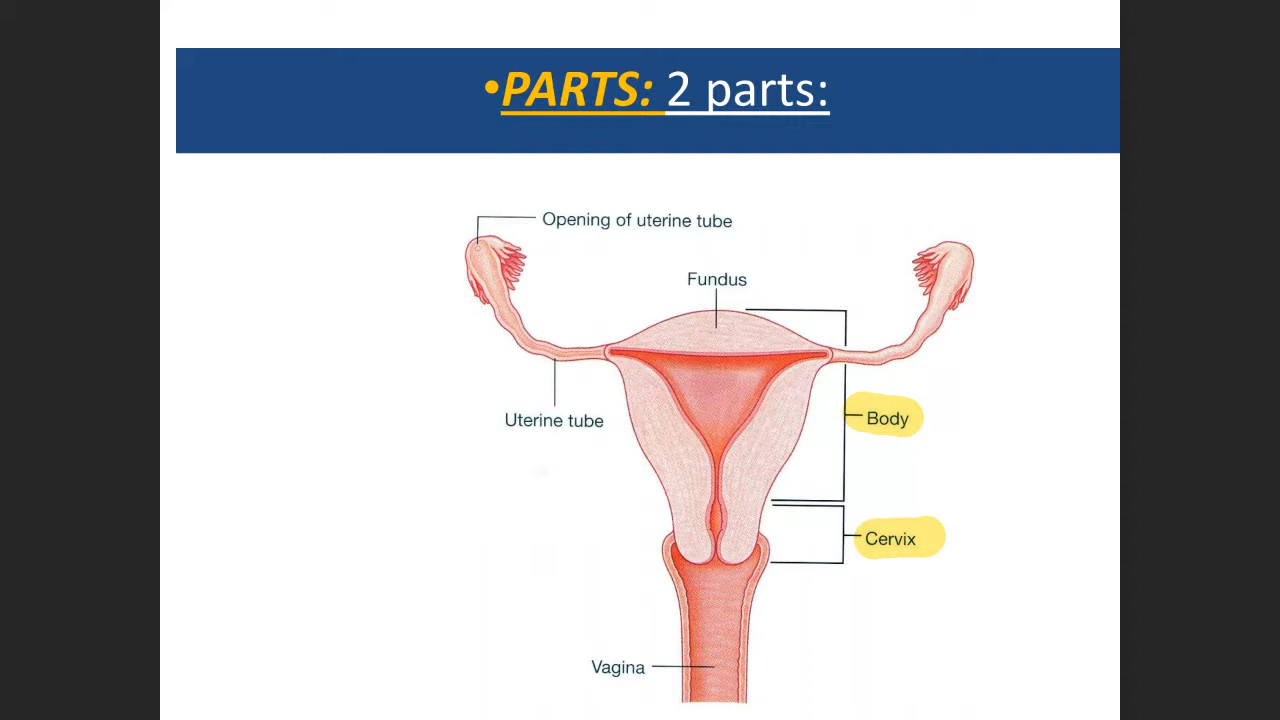 •PARTS: 2 parts:
Opening of uterine tube
Fundus
Uterine tube
Body
Cervix
Vagina